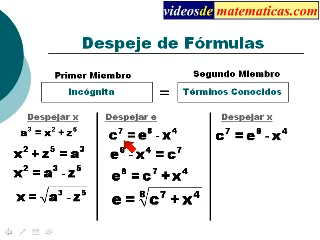 videosde matematicas.com
Despeje de Fórmulas
Primer Miembro
Segundo Miembro
Incógnita
=
Términos Conocidos
Despejar x
a³ = x² + z⁵
x² + z⁵ = a³
x² = a³ - z⁵
x = √a³ - z⁵
Despejar e
c⁷ = e⁸ - x⁴
e⁸ - x⁴ = c⁷
e⁸ = c⁷ + x⁴
e = ⁸√c⁷ + x⁴
Despejar x
c⁷ = e⁸ - x⁴